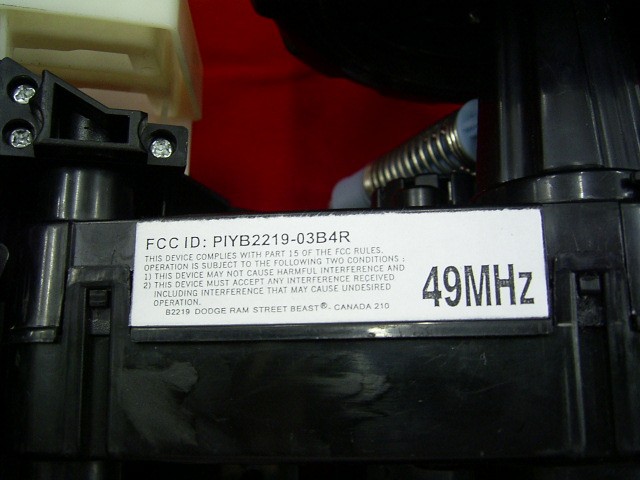 FCC ID: PIYB2219-03B4R
THIS DEVICE COMPLIES WITH PART 15 OF THE FCC RULES.
OPERATION IS SUBJECT TO THE FOLLOWING TWO CONDITIONS :
1) THIS DEVICE MAY NOT CAUSE HARMFUL INTERFERENCE AND
2) THIS DEVICE MUST ACCEPT ANY INTERFERENCE RECEIVED
INCLUDING INTERFERENCE THAT MAY CAUSE UNDESIRED
OPERATION.
B2219 DODGE RAM STREET BEAST®- CANADA 210
49MHz